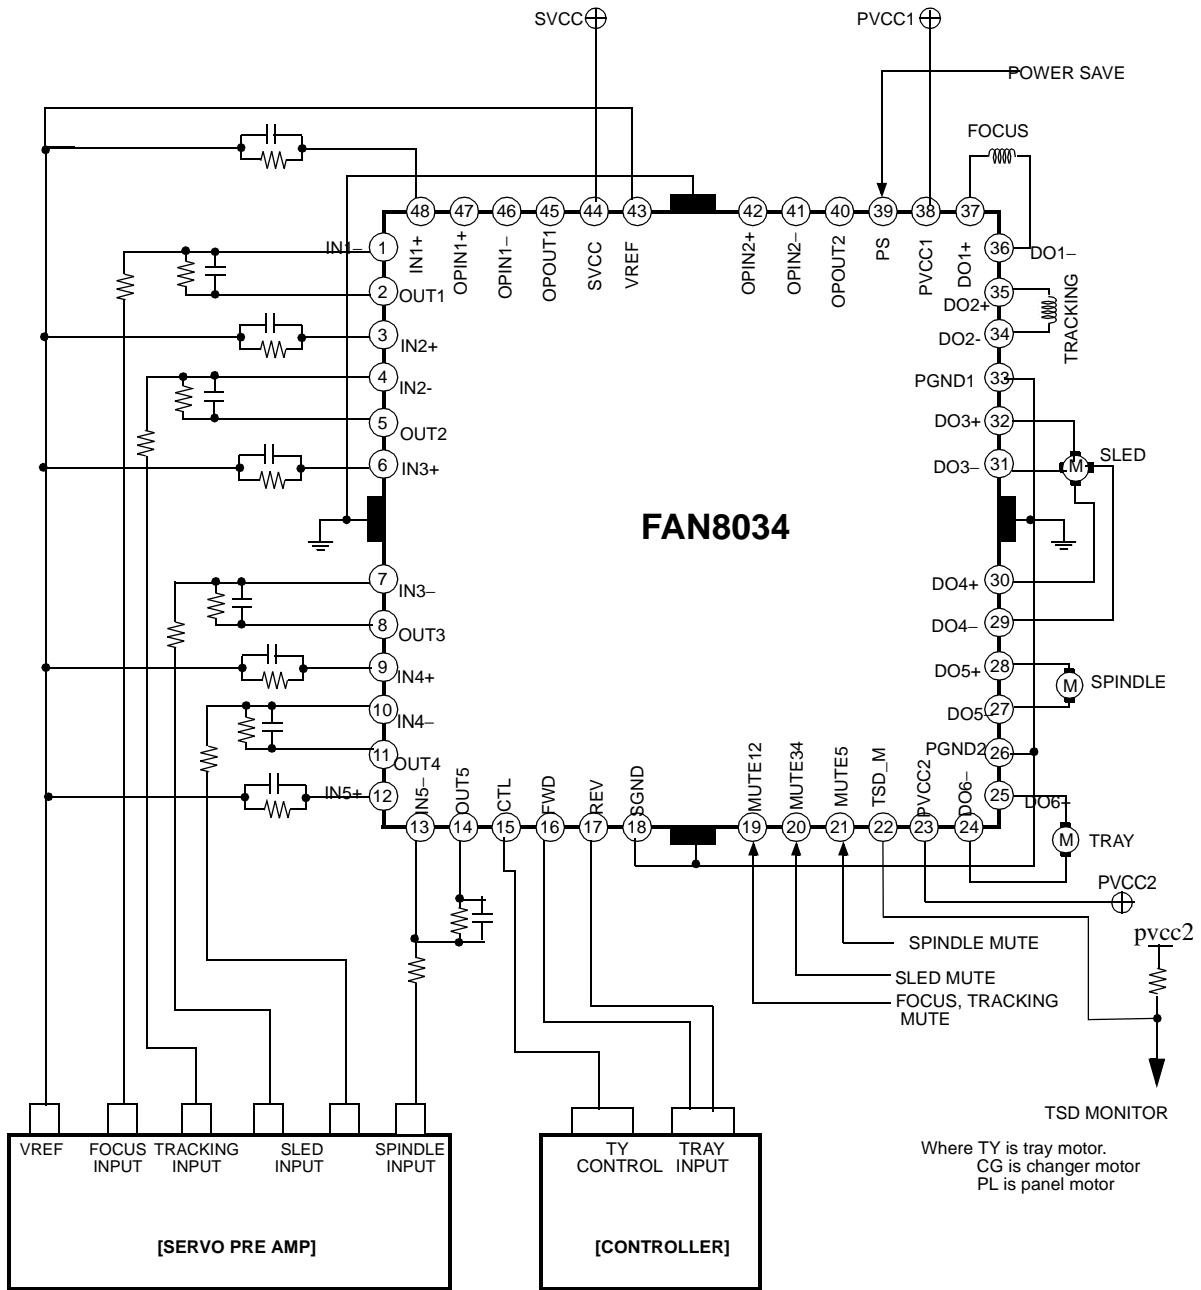 SVCC
PVCC1
POWER SAVE
FOCUS
48
47
46
45
44
43
42
41
40
39
38
37
IN1+
OPIN1+
OPIN1–
OPOUT1
SVCC
VREF
OPIN2+
OPIN2–
OPOUT2
PS
PVCC1
DO1+
IN1–
1
2
OUT1
3
IN2+
4
IN2-
5
OUT2
6
IN3+
7
IN3–
8
OUT3
9
IN4+
10
IN4–
11
OUT4
IN5+
12
36
DO1–
35
DO2+
34
DO2-
TRACKING
PGND1
33
DO3+
32
DO3–
31
M
SLED
FAN8034
DO4+
30
DO4–
29
DO5+
28
M
SPINDLE
DO5–
27
PGND2
26
25
DO6+
IN5–
OUT5
CTL
FWD
REV
SGND
MUTE12
MUTE34
MUTE5
TSD_M
PVCC2
DO6–
13
14
15
16
17
18
19
20
21
22
23
24
M
TRAY
PVCC2
pvcc2
SPINDLE MUTE
SLED MUTE
FOCUS, TRACKING
MUTE
TSD MONITOR
VREF
FOCUS
INPUT
TRACKING
INPUT
SLED
INPUT
SPINDLE
INPUT
[SERVO PRE AMP]
TY
CONTROL
TRAY
INPUT
[CONTROLLER]
Where TY is tray motor.
CG is changer motor
PL is panel motor